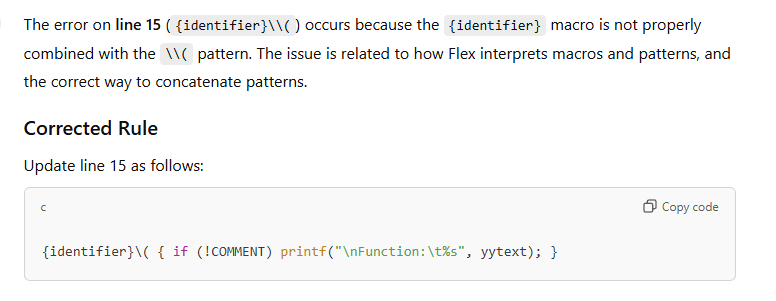 The error on line 15 ( {identifier}\\( ) occurs because the {identifier} macro is not properly
combined with the \\( pattern. The issue is related to how Flex interprets macros and patterns, and
the correct way to concatenate patterns.
Corrected Rule
Update line 15 as follows:
c Copy code
{identifier}\( { if (!COMMENT) printf("\nFunction:\t%s", yytext); }